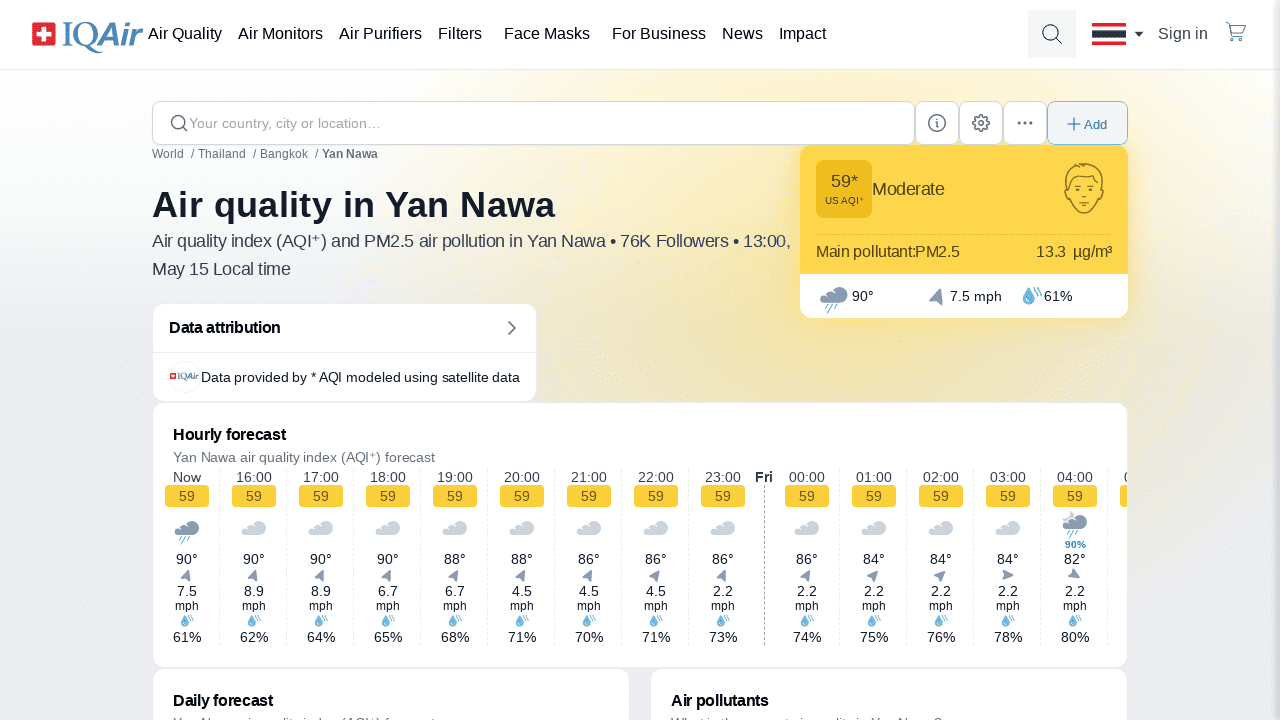 IQAir Air Quality Air Monitors Air Purifiers Filters Face Masks For Business News Impact Sign in
Your country, city or location... Add
World / Thailand / Bangkok / Yan Nawa
Air quality in Yan Nawa
Air quality index (AQI⁺) and PM2.5 air pollution in Yan Nawa • 76K Followers • 13:00,
May 15 Local time
59*
US AQI⁺
Moderate
Main pollutant:PM2.5 13.3 µg/m³
90° 7.5 mph 61%
Data attribution
IQAir Data provided by * AQI modeled using satellite data
Hourly forecast
Yan Nawa air quality index (AQI⁺) forecast
Now 16:00 17:00 18:00 19:00 20:00 21:00 22:00 23:00 Fri 00:00 01:00 02:00 03:00 04:00
59 59 59 59 59 59 59 59 59 59 59 59 59 59
90%
90° 90° 90° 90° 88° 88° 86° 86° 86° 86° 84° 84° 84° 82°
7.5 8.9 8.9 6.7 6.7 4.5 4.5 4.5 2.2 2.2 2.2 2.2 2.2 2.2
mph mph mph mph mph mph mph mph mph mph mph mph mph mph
61% 62% 64% 65% 68% 71% 70% 71% 73% 74% 75% 76% 78% 80%
Daily forecast Air pollutants